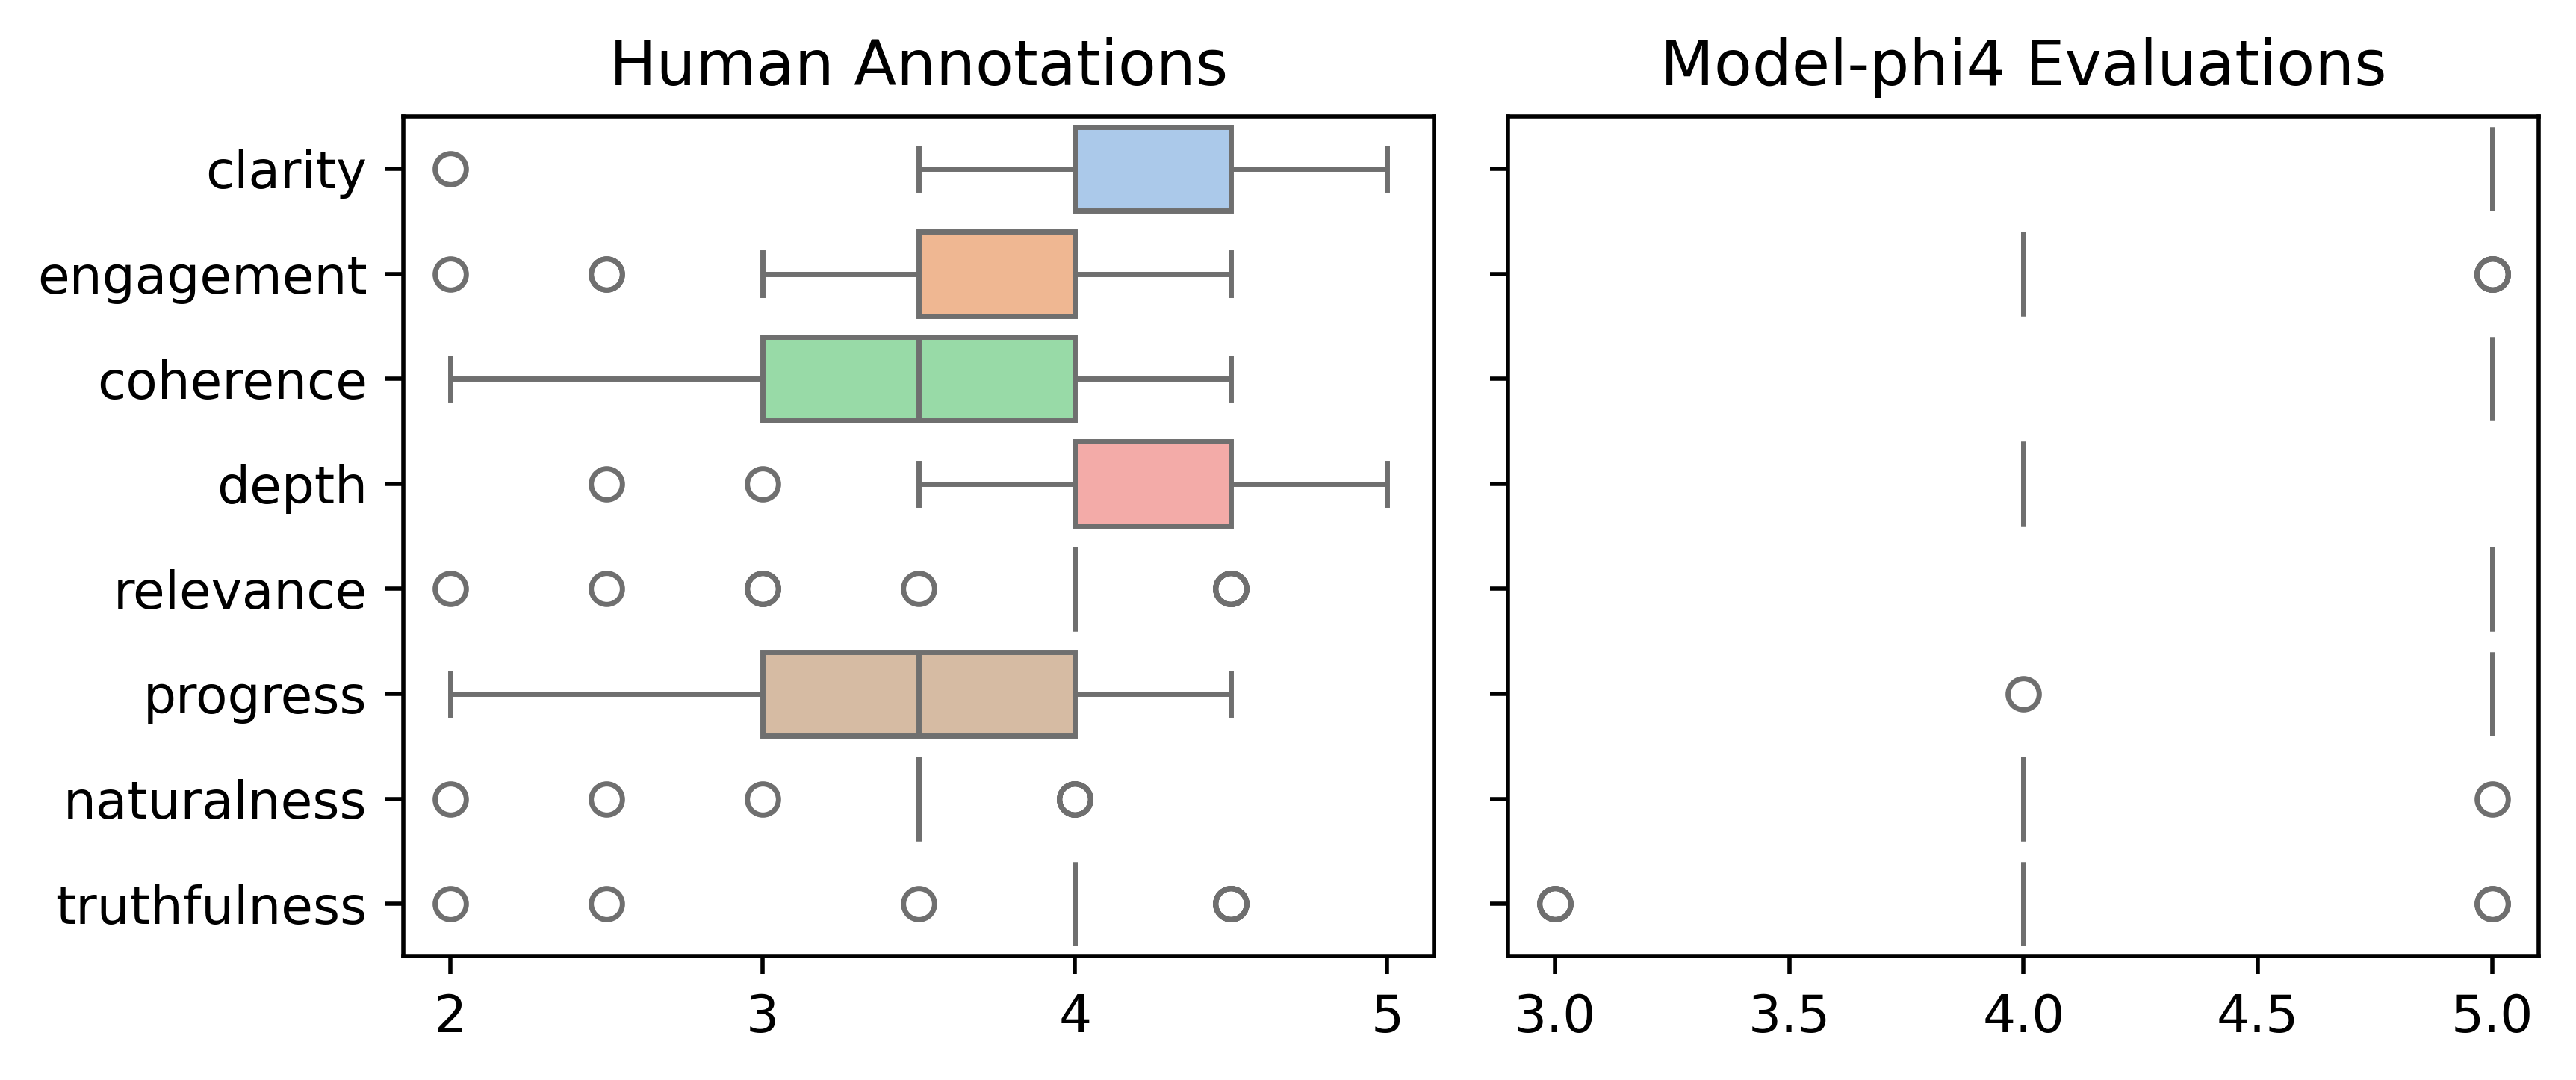 Human Annotations
Model-phi4 Evaluations
clarity
engagement
coherence
depth
relevance
progress
naturalness
truthfulness
2 3 4 5
3.0 3.5 4.0 4.5 5.0